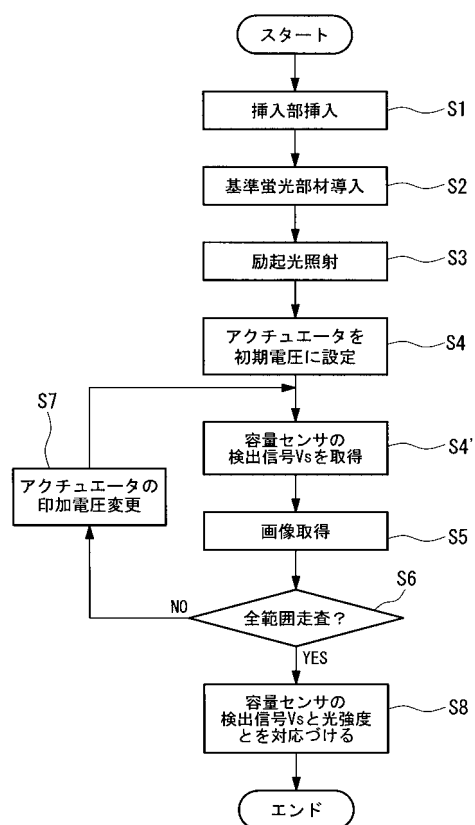 スタート
挿入部挿入
S1
基準蛍光部材導入
S2
励起光照射
S3
アクチュエータを
初期電圧に設定
S4
S7
アクチュエータの
印加電圧変更
容量センサの
検出信号Vsを取得
S4'
画像取得
S5
S6
全範囲走査?
NO
YES
容量センサの
検出信号Vsと光強度
とを対応づける
S8
エンド